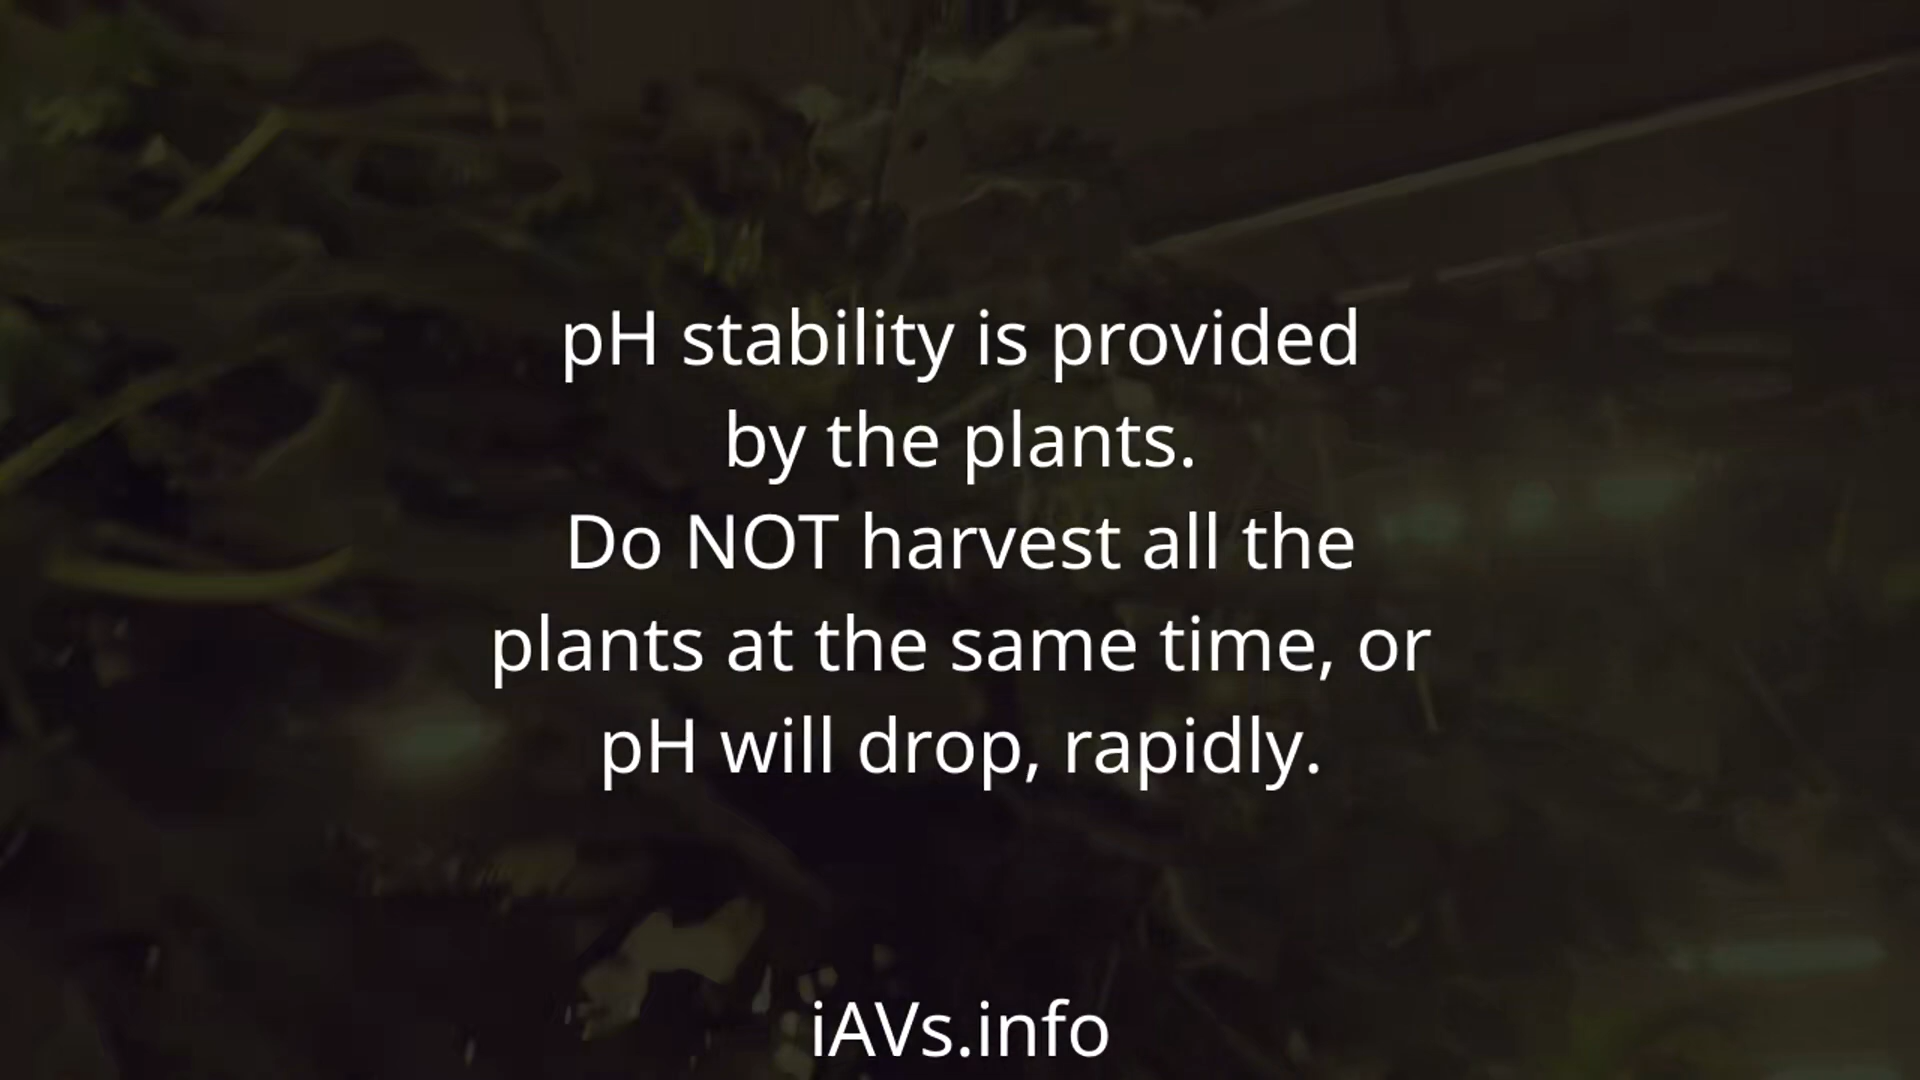 pH stability is provided
by the plants.
Do NOT harvest all the
plants at the same time, or
pH will drop, rapidly.
iAVs.info